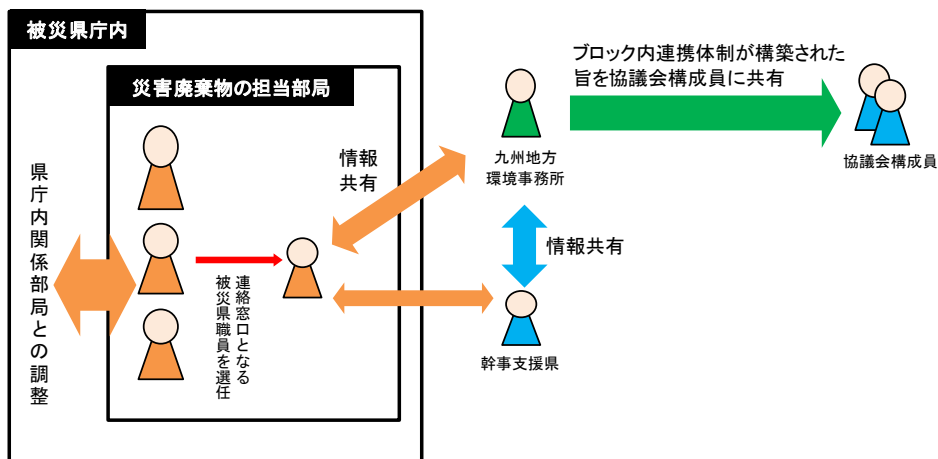 被災県庁内
災害廃棄物の担当部局
県庁内関係部局との調整
情報
共有
連絡窓口となる
被災県職員を選任
九州地方
環境事務所
ブロック内連携体制が構築された
旨を協議会構成員に共有
協議会構成員
情報共有
幹事支援県